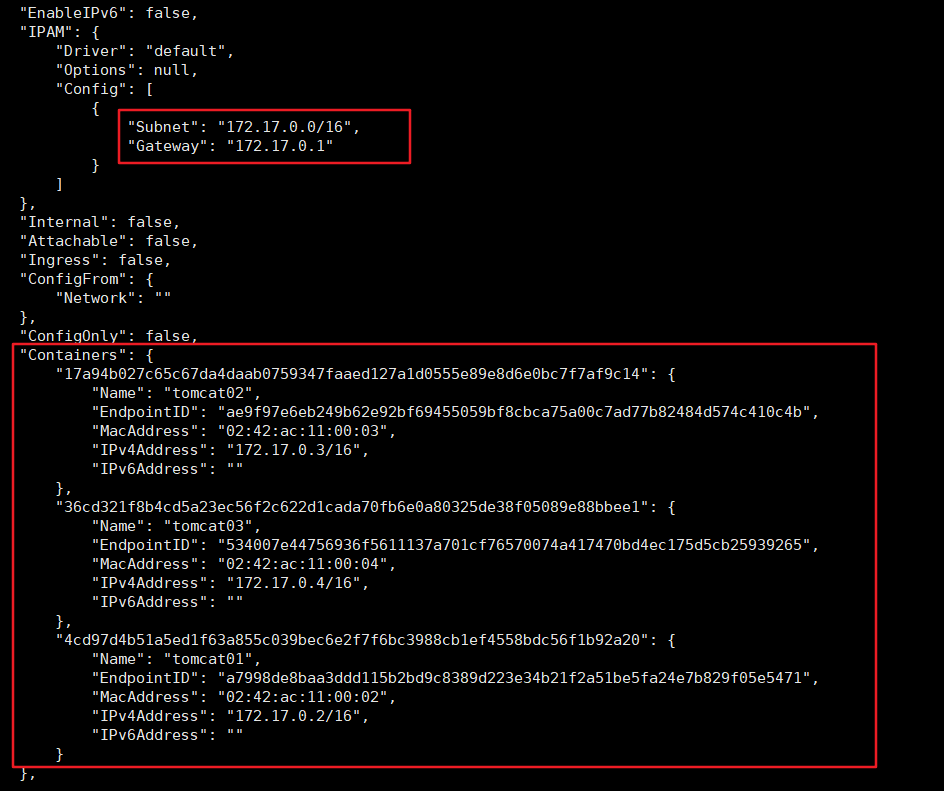 "EnableIPv6": false,
"IPAM": {
    "Driver": "default",
    "Options": null,
    "Config": [
        {
            "Subnet": "172.17.0.0/16",
            "Gateway": "172.17.0.1"
        }
    ]
},
"Internal": false,
"Attachable": false,
"Ingress": false,
"ConfigFrom": {
    "Network": ""
},
"ConfigOnly": false,
"Containers": {
    "17a94b027c65c67da4daab0759347faaed127a1d0555e89e8d6e0bc7f7af9c14": {
        "Name": "tomcat02",
        "EndpointID": "ae9f97e6eb249b62e92bf69455059bf8cbca75a00c7ad77b82484d574c410c4b",
        "MacAddress": "02:42:ac:11:00:03",
        "IPv4Address": "172.17.0.3/16",
        "IPv6Address": ""
    },
    "36cd321f8b4cd5a23ec56f2c622d1cada70fb6e0a80325de38f05089e88bbee1": {
        "Name": "tomcat03",
        "EndpointID": "534007e44756936f5611137a701cf76570074a417470bd4ec175d5cb25939265",
        "MacAddress": "02:42:ac:11:00:04",
        "IPv4Address": "172.17.0.4/16",
        "IPv6Address": ""
    },
    "4cd97d4b51a5ed1f63a855c039bec6e2f7f6bc3988cb1ef4558bdc56f1b92a20": {
        "Name": "tomcat01",
        "EndpointID": "a7998de8baa3ddd115b2bd9c8389d223e34b21f2a51be5fa24e7b829f05e5471",
        "MacAddress": "02:42:ac:11:00:02",
        "IPv4Address": "172.17.0.2/16",
        "IPv6Address": ""
    }
},